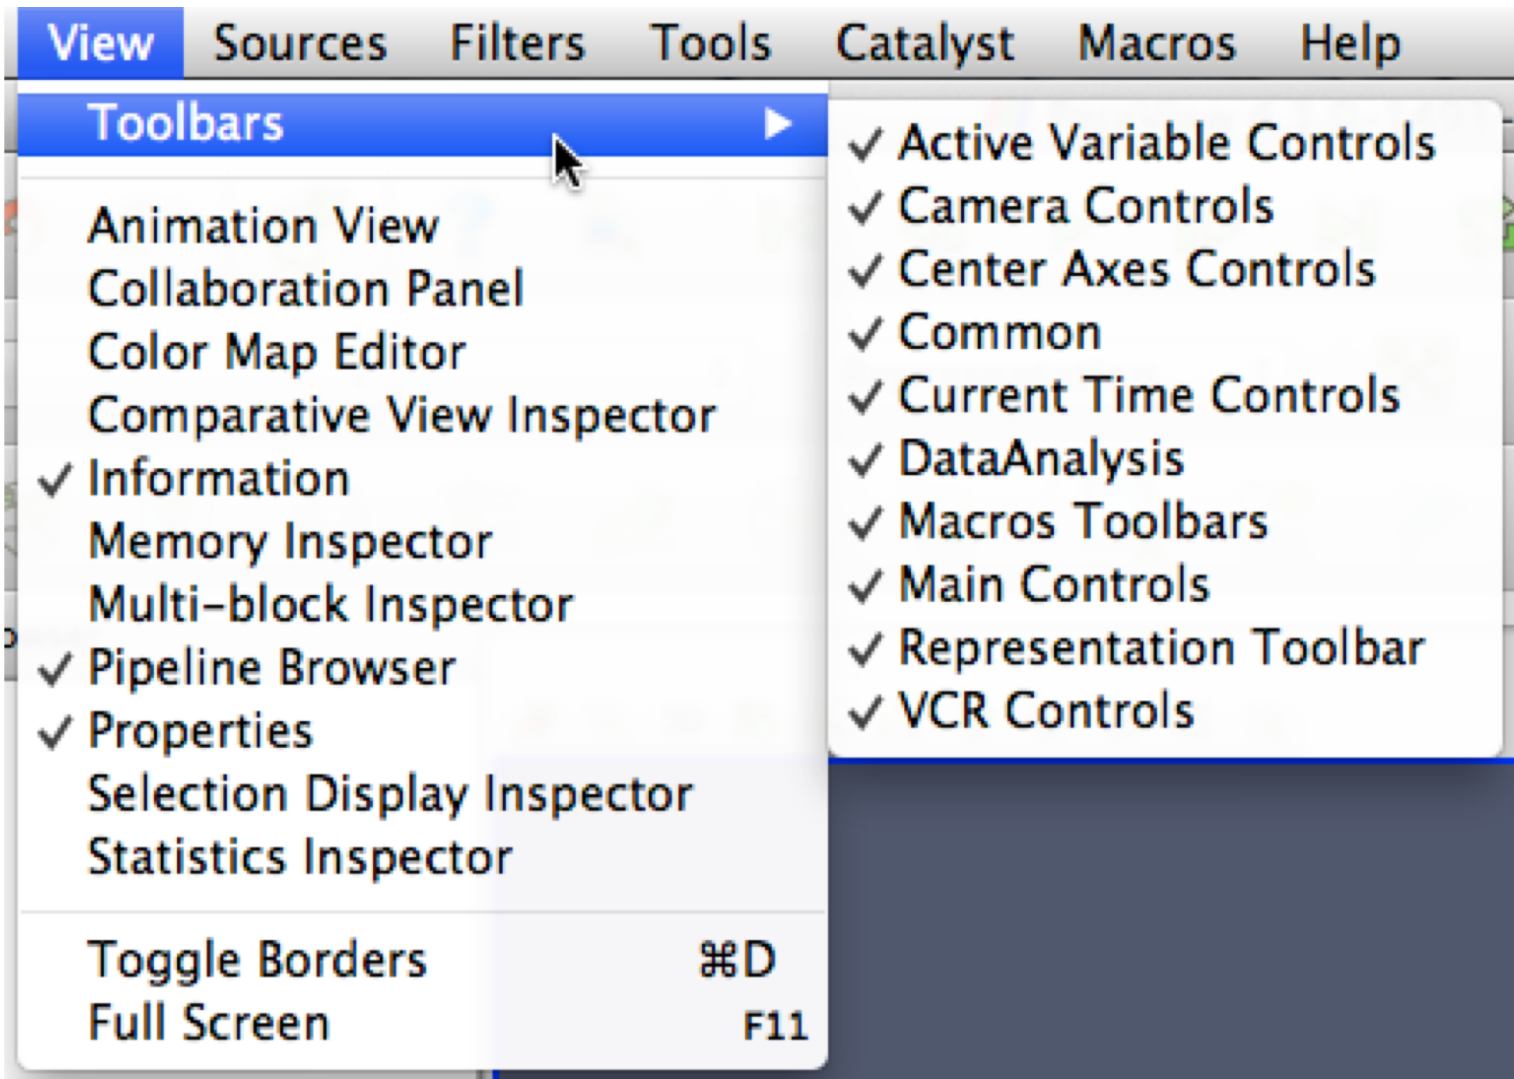 View Sources Filters Tools Catalyst Macros Help
Toolbars
Animation View
Collaboration Panel
Color Map Editor
Comparative View Inspector
✓ Information
Memory Inspector
Multi-block Inspector
✓ Pipeline Browser
✓ Properties
Selection Display Inspector
Statistics Inspector
Toggle Borders ⌘D
Full Screen F11
✓ Active Variable Controls
✓ Camera Controls
✓ Center Axes Controls
✓ Common
✓ Current Time Controls
✓ DataAnalysis
✓ Macros Toolbars
✓ Main Controls
✓ Representation Toolbar
✓ VCR Controls